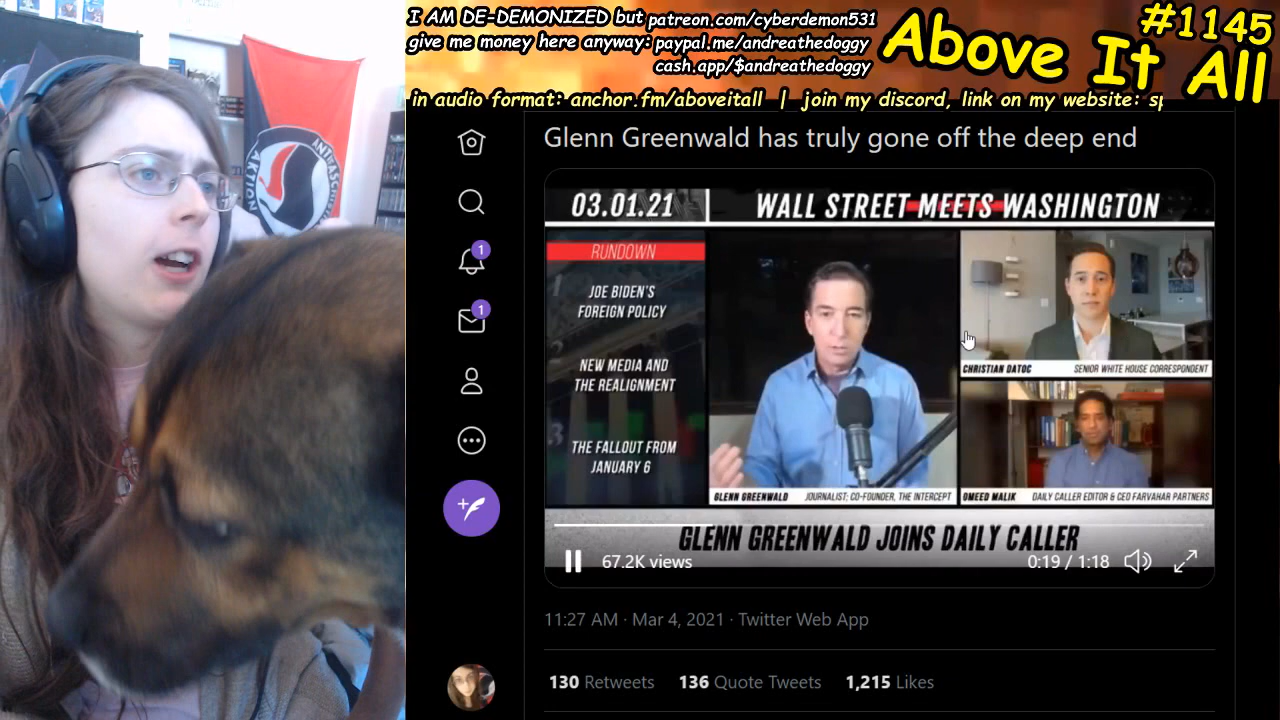 I AM DE-DEMONIZED but patreon.com/cyberdemon531
give me money here anyway: paypal.me/andreathedoggy
cash.app/$andreathedoggy
Above It All
#1145
in audio format: anchor.fm/aboveitall | join my discord, link on my website: sp
ANTIFASCHISTISCHE
AKTION
1
1
Glenn Greenwald has truly gone off the deep end
03.01.21
WALL STREET MEETS WASHINGTON
RUNDOWN
JOE BIDEN'S
FOREIGN POLICY
NEW MEDIA AND
THE REALIGNMENT
THE FALLOUT FROM
JANUARY 6
CHRISTIAN DATOC SENIOR WHITE HOUSE CORRESPONDENT
GLENN GREENWALD JOURNALIST; CO-FOUNDER, THE INTERCEPT
OMEED MALIK DAILY CALLER EDITOR & CEO FARVAHAR PARTNERS
GLENN GREENWALD JOINS DAILY CALLER
67.2K views
0:19 / 1:18
11:27 AM · Mar 4, 2021 · Twitter Web App
130 Retweets 136 Quote Tweets 1,215 Likes